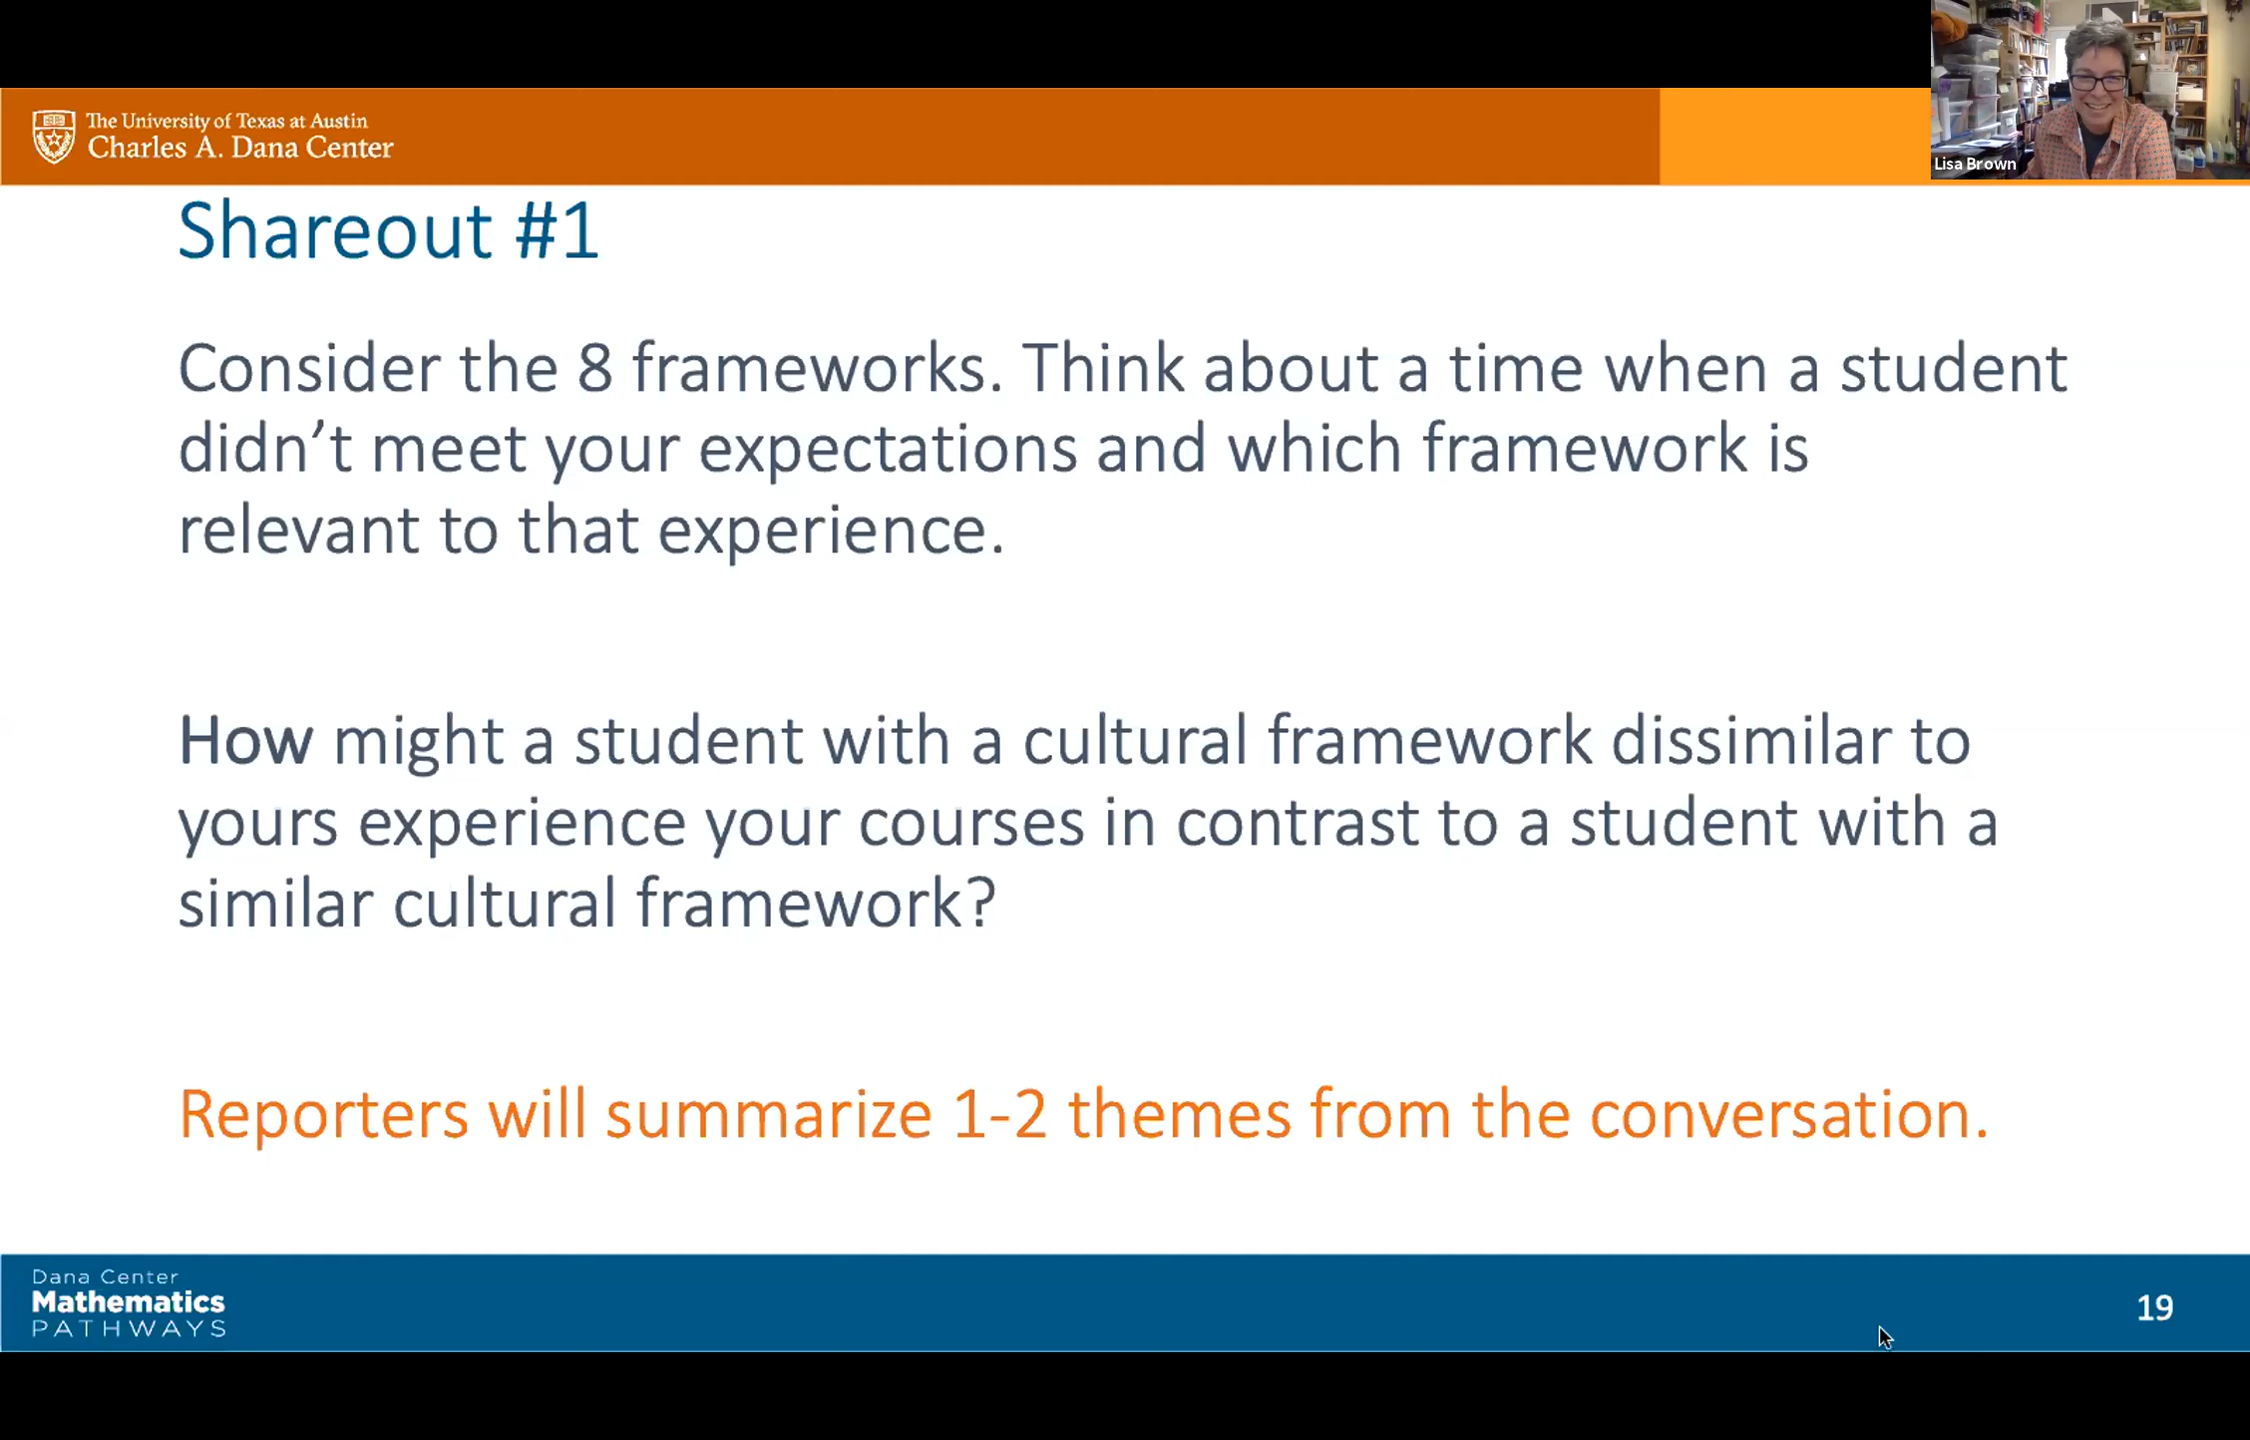 The University of Texas at Austin
Charles A. Dana Center
Lisa Brown
Shareout #1
Consider the 8 frameworks. Think about a time when a student
didn’t meet your expectations and which framework is
relevant to that experience.
How might a student with a cultural framework dissimilar to
yours experience your courses in contrast to a student with a
similar cultural framework?
Reporters will summarize 1-2 themes from the conversation.
Dana Center
Mathematics
PATHWAYS
19